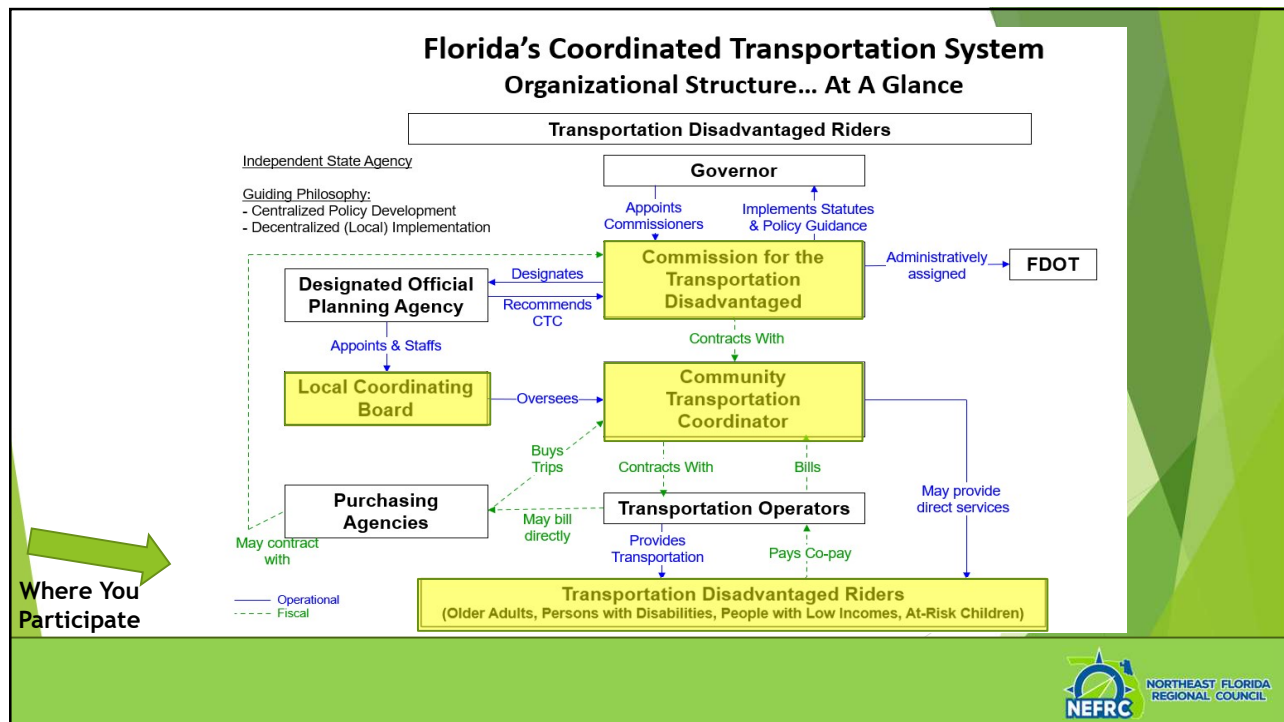 Florida's Coordinated Transportation System
Organizational Structure… At A Glance
Transportation Disadvantaged Riders
Independent State Agency
Guiding Philosophy:
- Centralized Policy Development
- Decentralized (Local) Implementation
Governor
Appoints
Commissioners
Implements Statutes
& Policy Guidance
Commission for the
Transportation
Disadvantaged
Administratively
assigned
FDOT
Designated Official
Planning Agency
Designates
Recommends
CTC
Appoints & Staffs
Contracts With
Local Coordinating
Board
Oversees
Community
Transportation
Coordinator
Buys
Trips
Contracts With
Bills
May provide
direct services
Purchasing
Agencies
May bill
directly
Transportation Operators
May contract
with
Provides
Transportation
Pays Co-pay
Where You
Participate
Operational
Fiscal
Transportation Disadvantaged Riders
(Older Adults, Persons with Disabilities, People with Low Incomes, At-Risk Children)
NEFRC
NORTHEAST FLORIDA
REGIONAL COUNCIL